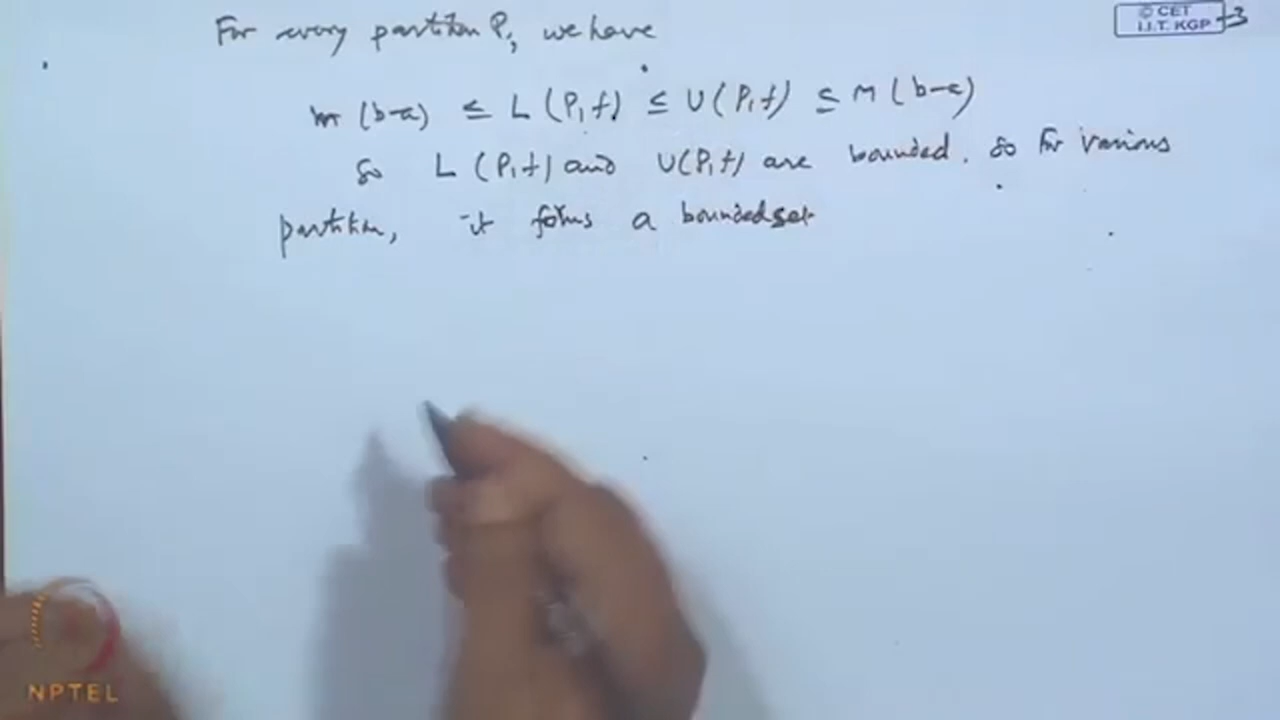 © CET
I.I.T. KGP
For every partition P, we have
m (b-a) ≤ L (P,f) ≤ U (P,f) ≤ M (b-a)
So L (P,f) and U(P,f) are bounded. So for various
partition, it forms a bounded set
NPTEL